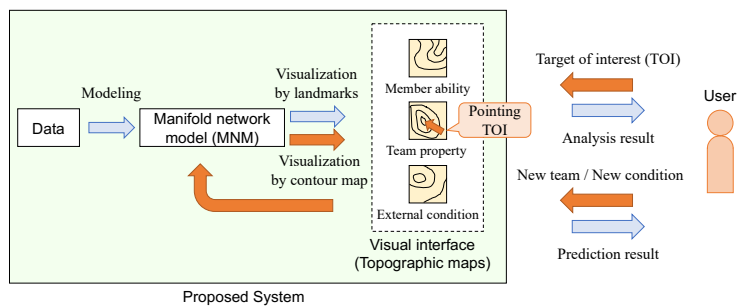 Data
Modeling
Manifold network
model (MNM)
Visualization
by landmarks
Visualization
by contour map
Member ability
Team property
External condition
Pointing
TOI
Visual interface
(Topographic maps)
Target of interest (TOI)
Analysis result
New team / New condition
Prediction result
User
Proposed System